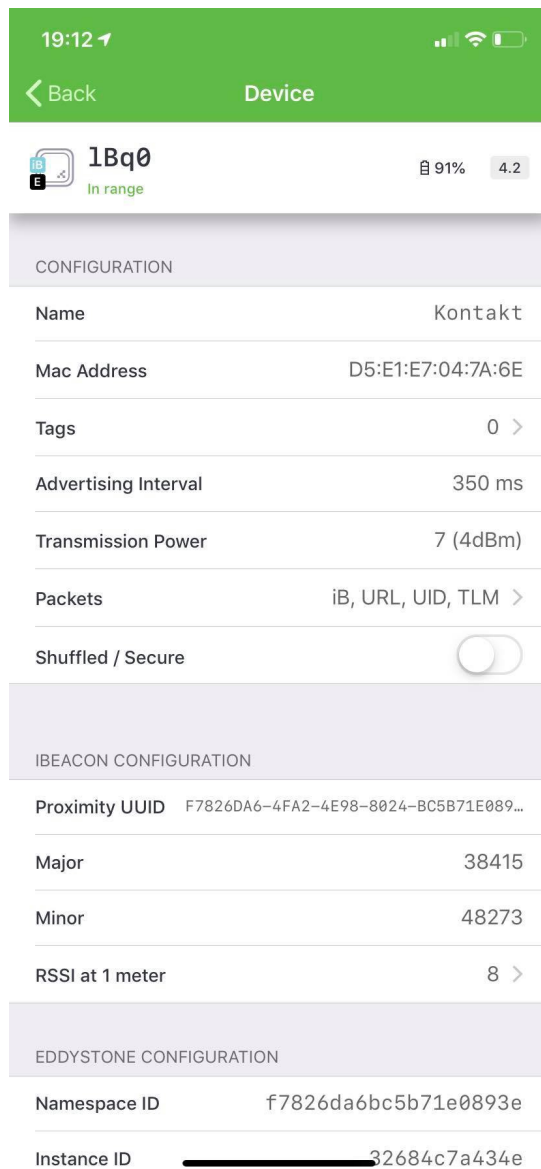 19:12
Back Device
iB
lBq0
E
In range
91% 4.2
CONFIGURATION
Name Kontakt
Mac Address D5:E1:E7:04:7A:6E
Tags 0
Advertising Interval 350 ms
Transmission Power 7 (4dBm)
Packets iB, URL, UID, TLM
Shuffled / Secure
IBEACON CONFIGURATION
Proximity UUID F7826DA6-4FA2-4E98-8024-BC5B71E089…
Major 38415
Minor 48273
RSSI at 1 meter 8
EDDYSTONE CONFIGURATION
Namespace ID f7826da6bc5b71e0893e
Instance ID 32684c7a434e